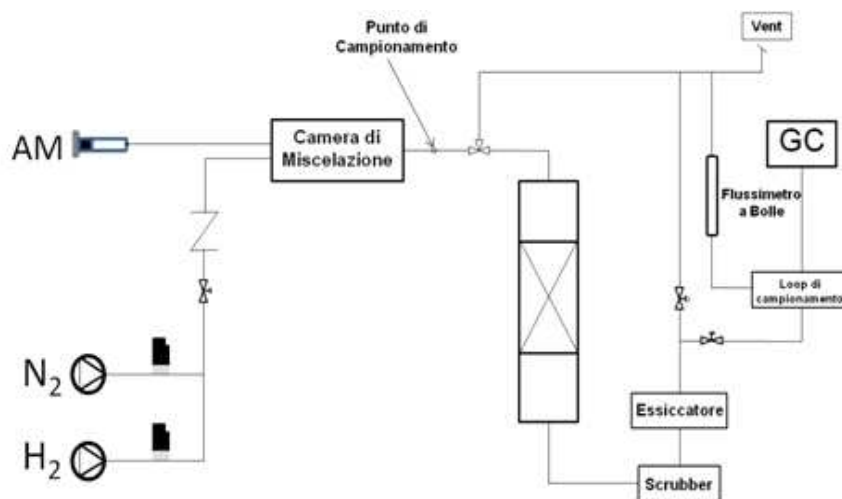 Punto di
Campionamento
Vent
AM
Camera di
Miscelazione
GC
Flussimetro
a Bolle
Loop di
campionamento
N2
H2
Essiccatore
Scrubber